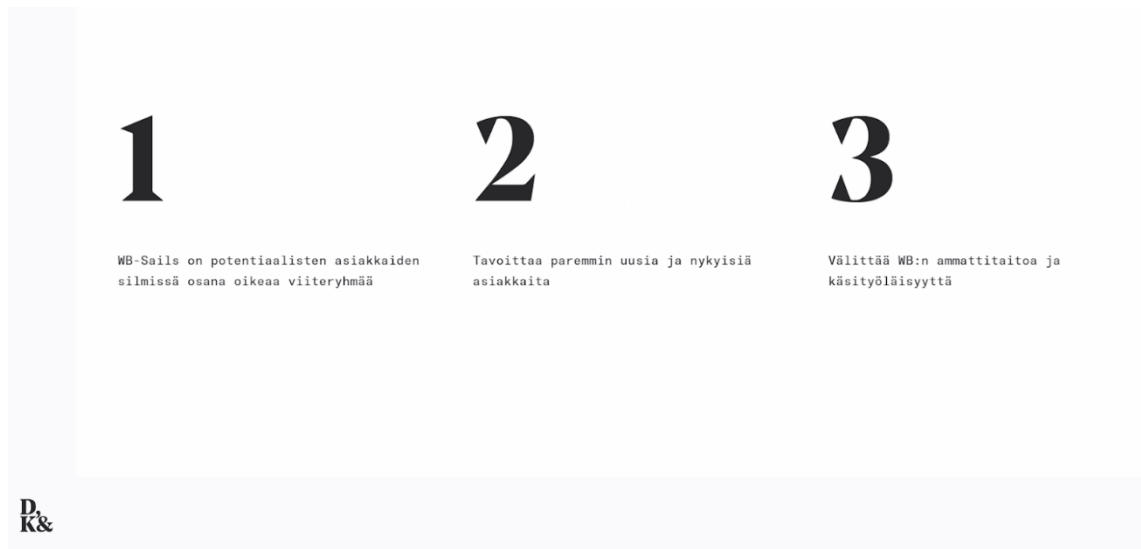 1
WB-Sails on potentiaalisten asiakkaiden
silmissä osana oikeaa viiteryhmää
2
Tavoittaa paremmin uusia ja nykyisiä
asiakkaita
3
Välittää WB:n ammattitaitoa ja
käsityöläisyyttä
D,
K&